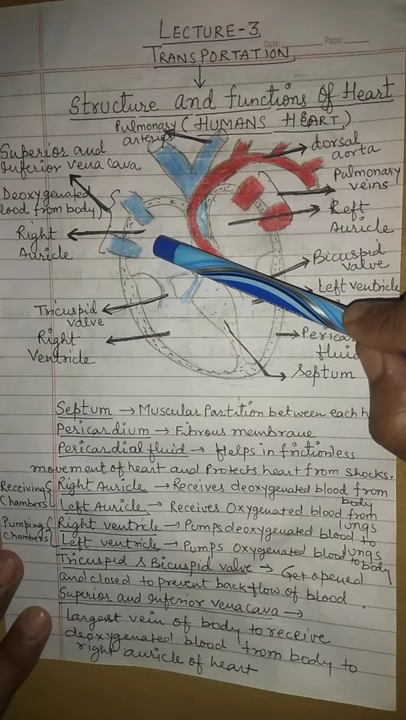 LECTURE-3
Date: Page:
TRANSPORTATION
Structure and functions of Heart
(HUMANS HEART)
Pulmonary
arteries
dorsal
aorta
Superior and
Inferior vena cava
Pulmonary
veins
Deoxygenated
blood from body
Left
Auricle
Right
Auricle
Bicuspid
valve
Left ventricle
Tricuspid
valve
Right
Ventricle
fluid
Septum
Septum → Muscular Partition between each
Pericardium → Fibrous membrane
Pericardial fluid → Helps in frictionless
movement of heart and Protects heart from shocks.
Receiving
Chambers
Right Auricle → Receives deoxygenated blood from
body
Left Auricle → Receives Oxygenated blood from
lungs
Pumping
Chambers
Right ventricle → Pumps deoxygenated blood to
lungs
Left ventricle → Pumps Oxygenated blood to body
Tricuspid & Bicuspid valve → Get opened
and closed to prevent back flow of blood.
Superior and Inferior venacava →
Largest vein of body to receive
deoxygenated blood from body to
right auricle of heart